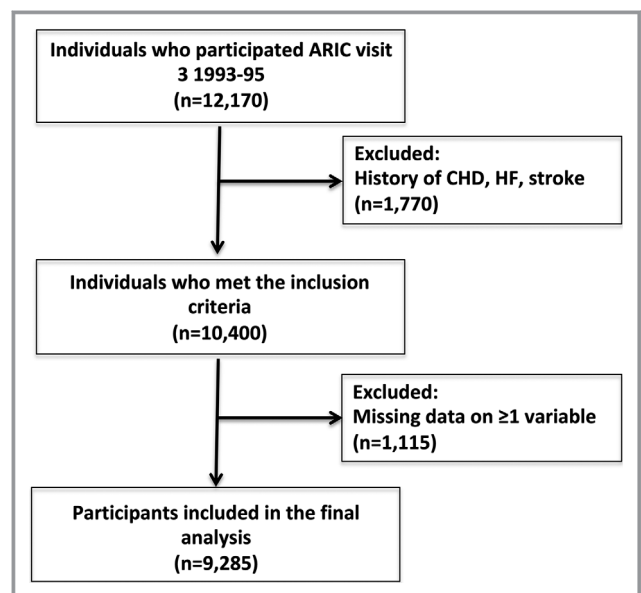 Individuals who participated ARIC visit
3 1993-95
(n=12,170)
Excluded:
History of CHD, HF, stroke
(n=1,770)
Individuals who met the inclusion
criteria
(n=10,400)
Excluded:
Missing data on ≥1 variable
(n=1,115)
Participants included in the final
analysis
(n=9,285)